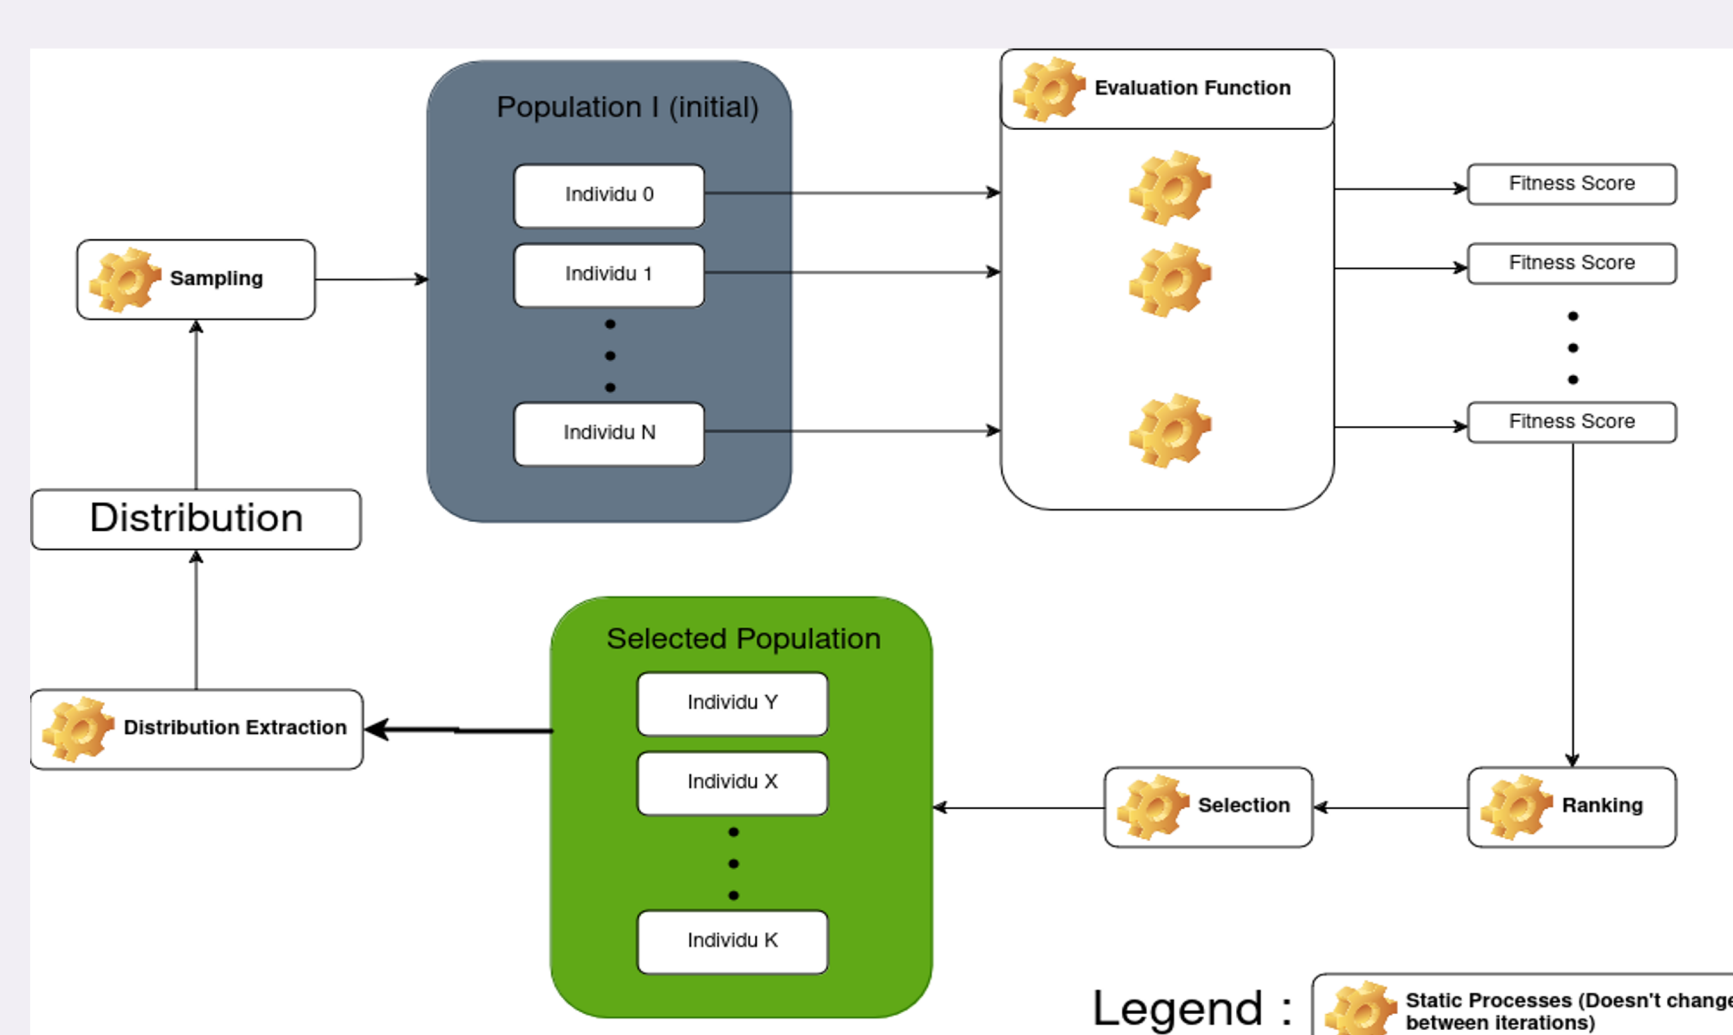 Population I (initial)
Evaluation Function
Individu 0
Fitness Score
Sampling
Individu 1
Fitness Score
Individu N
Fitness Score
Distribution
Selected Population
Distribution Extraction
Individu Y
Individu X
Selection
Ranking
Individu K
Legend :
Static Processes (Doesn't change
between iterations)